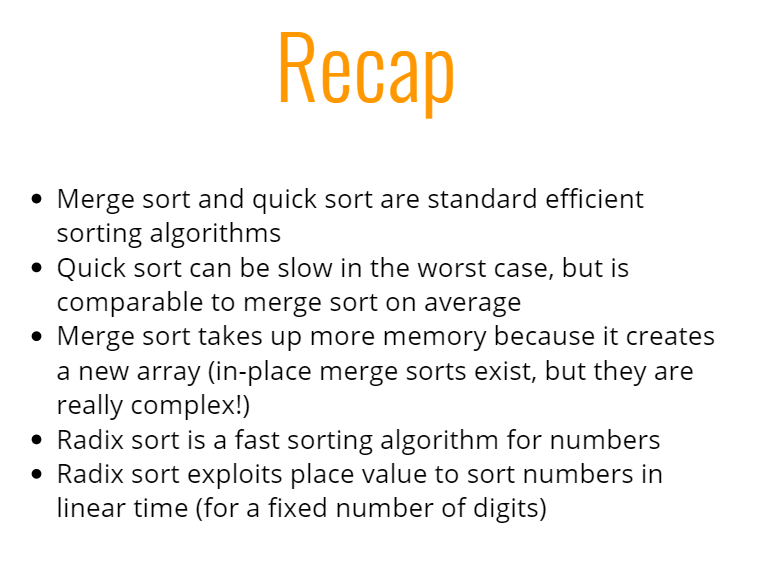 Recap
• Merge sort and quick sort are standard efficient
sorting algorithms
• Quick sort can be slow in the worst case, but is
comparable to merge sort on average
• Merge sort takes up more memory because it creates
a new array (in-place merge sorts exist, but they are
really complex!)
• Radix sort is a fast sorting algorithm for numbers
• Radix sort exploits place value to sort numbers in
linear time (for a fixed number of digits)